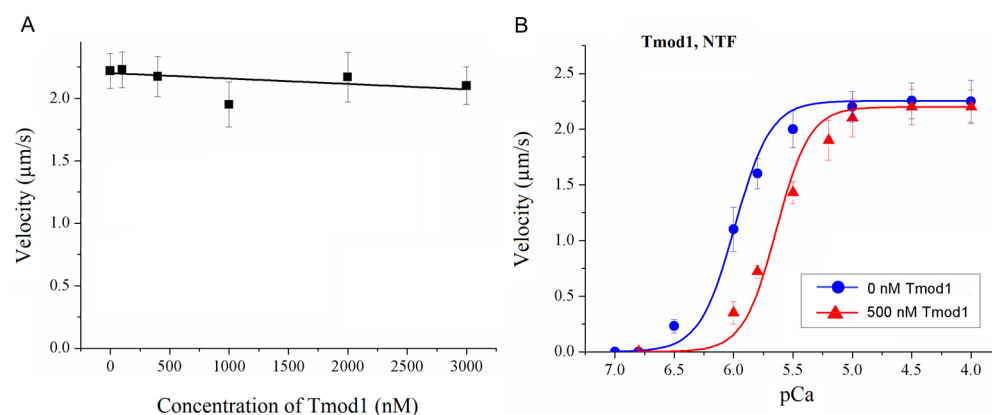 A
Velocity (μm/s)
2.5
2.0
1.5
1.0
0.5
0.0
0 500 1000 1500 2000 2500 3000
Concentration of Tmod1 (nM)
B
Tmod1, NTF
Velocity (μm/s)
2.5
2.0
1.5
1.0
0.5
0.0
7.0 6.5 6.0 5.5 5.0 4.5 4.0
pCa
0 nM Tmod1
500 nM Tmod1